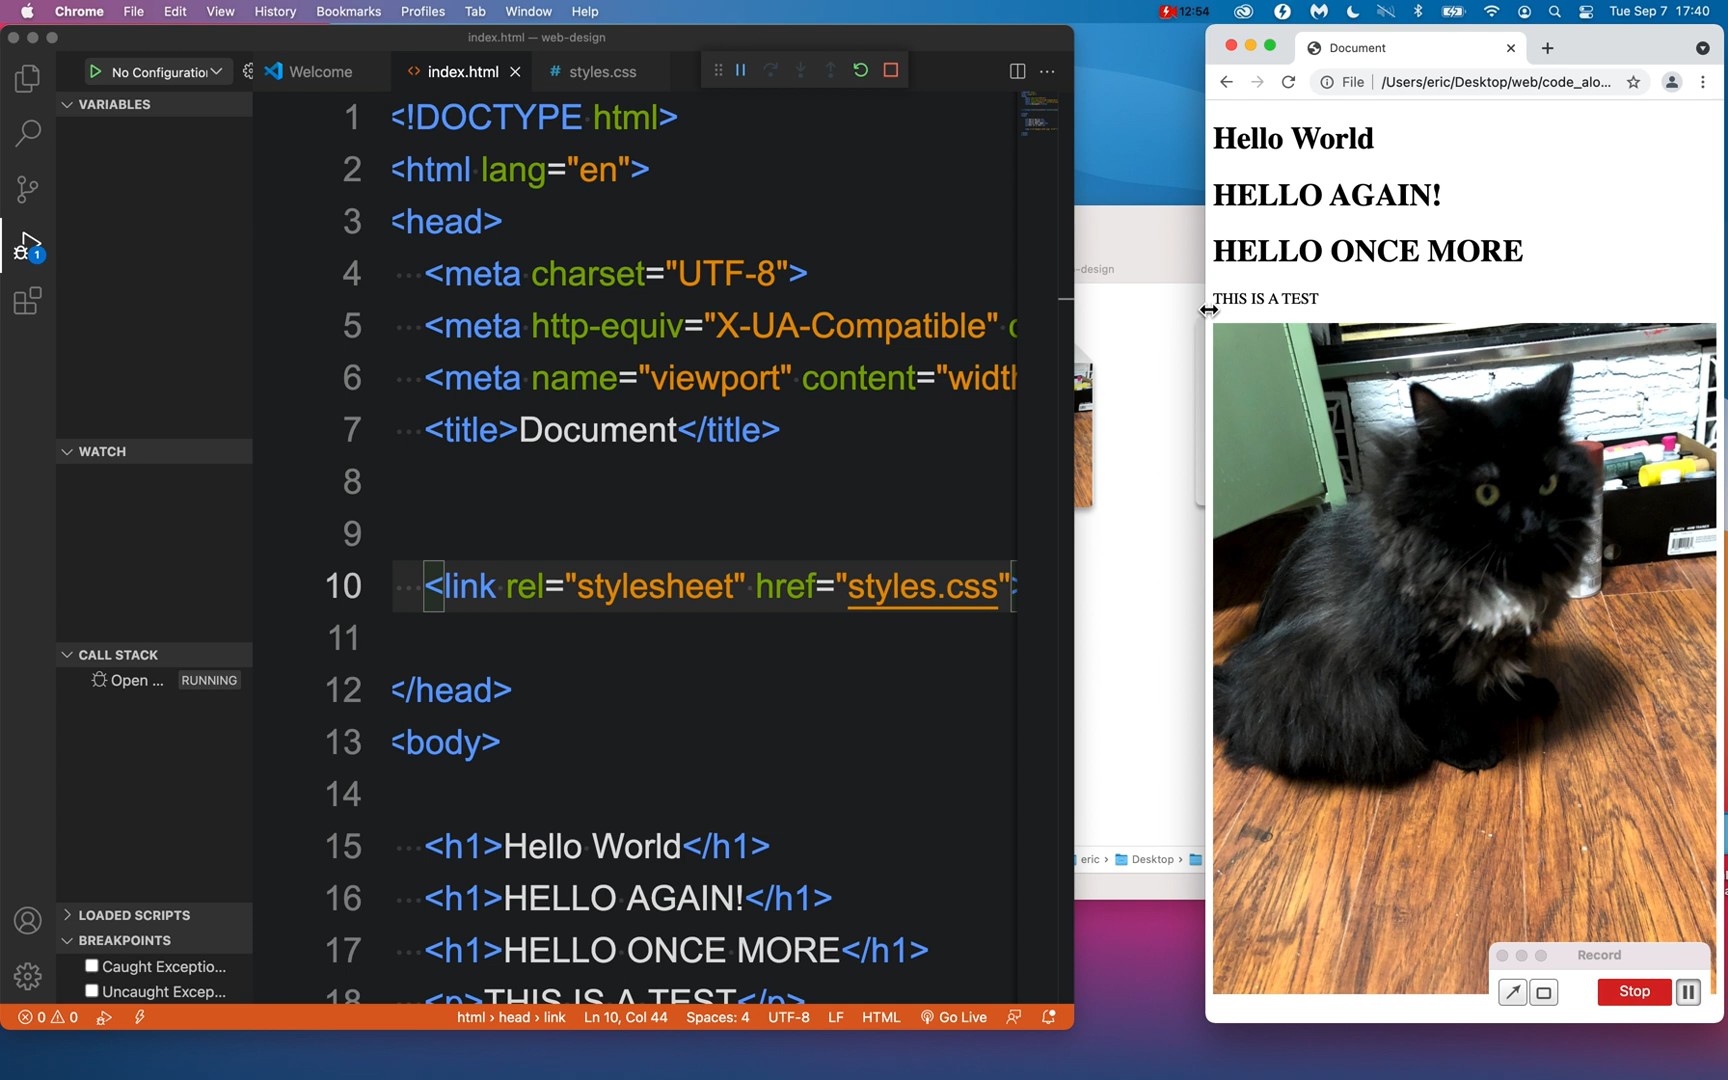 Chrome File Edit View History Bookmarks Profiles Tab Window Help
12:54
Tue Sep 7 17:40
index.html — web-design
No Configuratio
Welcome
index.html
styles.css
VARIABLES
WATCH
CALL STACK
Open ...
RUNNING
LOADED SCRIPTS
BREAKPOINTS
Caught Exceptio...
Uncaught Excep...
1
1 <!DOCTYPE html>
2 <html lang="en">
3 <head>
4 <meta charset="UTF-8">
5 <meta http-equiv="X-UA-Compatible" c
6 <meta name="viewport" content="width
7 <title>Document</title>
8
9
10 <link rel="stylesheet" href="styles.css">
11
12 </head>
13 <body>
14
15 <h1>Hello World</h1>
16 <h1>HELLO AGAIN!</h1>
17 <h1>HELLO ONCE MORE</h1>
18 <p>THIS IS A TEST</p>
0 0
html › head › link
Ln 10, Col 44
Spaces: 4
UTF-8
LF
HTML
Go Live
-design
eric › Desktop ›
Document
File /Users/eric/Desktop/web/code_alo...
Hello World
HELLO AGAIN!
HELLO ONCE MORE
THIS IS A TEST
Record
Stop